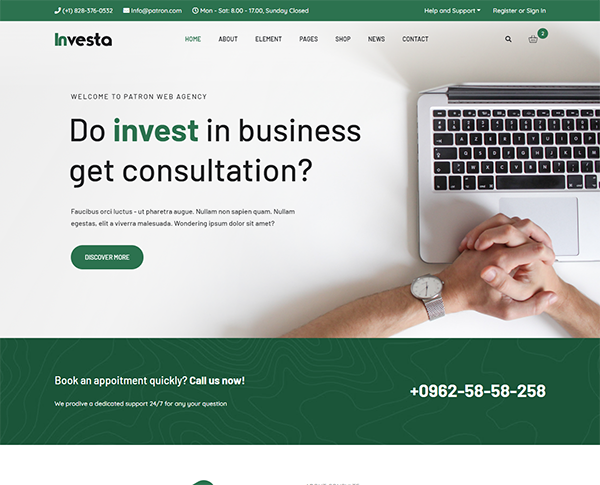 (+1) 828-376-0532 Info@patron.com Mon - Sat: 8.00 - 17.00, Sunday Closed Help and Support Register or Sign In
Investa HOME ABOUT ELEMENT PAGES SHOP NEWS CONTACT 2
WELCOME TO PATRON WEB AGENCY
Do invest in business
get consultation?
Faucibus orci luctus - ut pharetra augue. Nullam non sapien quam. Nullam
egestas, elit a viverra malesuada. Wondering ipsum dolor sit amet?
DISCOVER MORE
Book an appoitment quickly? Call us now!
We prodive a dedicated support 24/7 for any your question
+0962-58-58-258